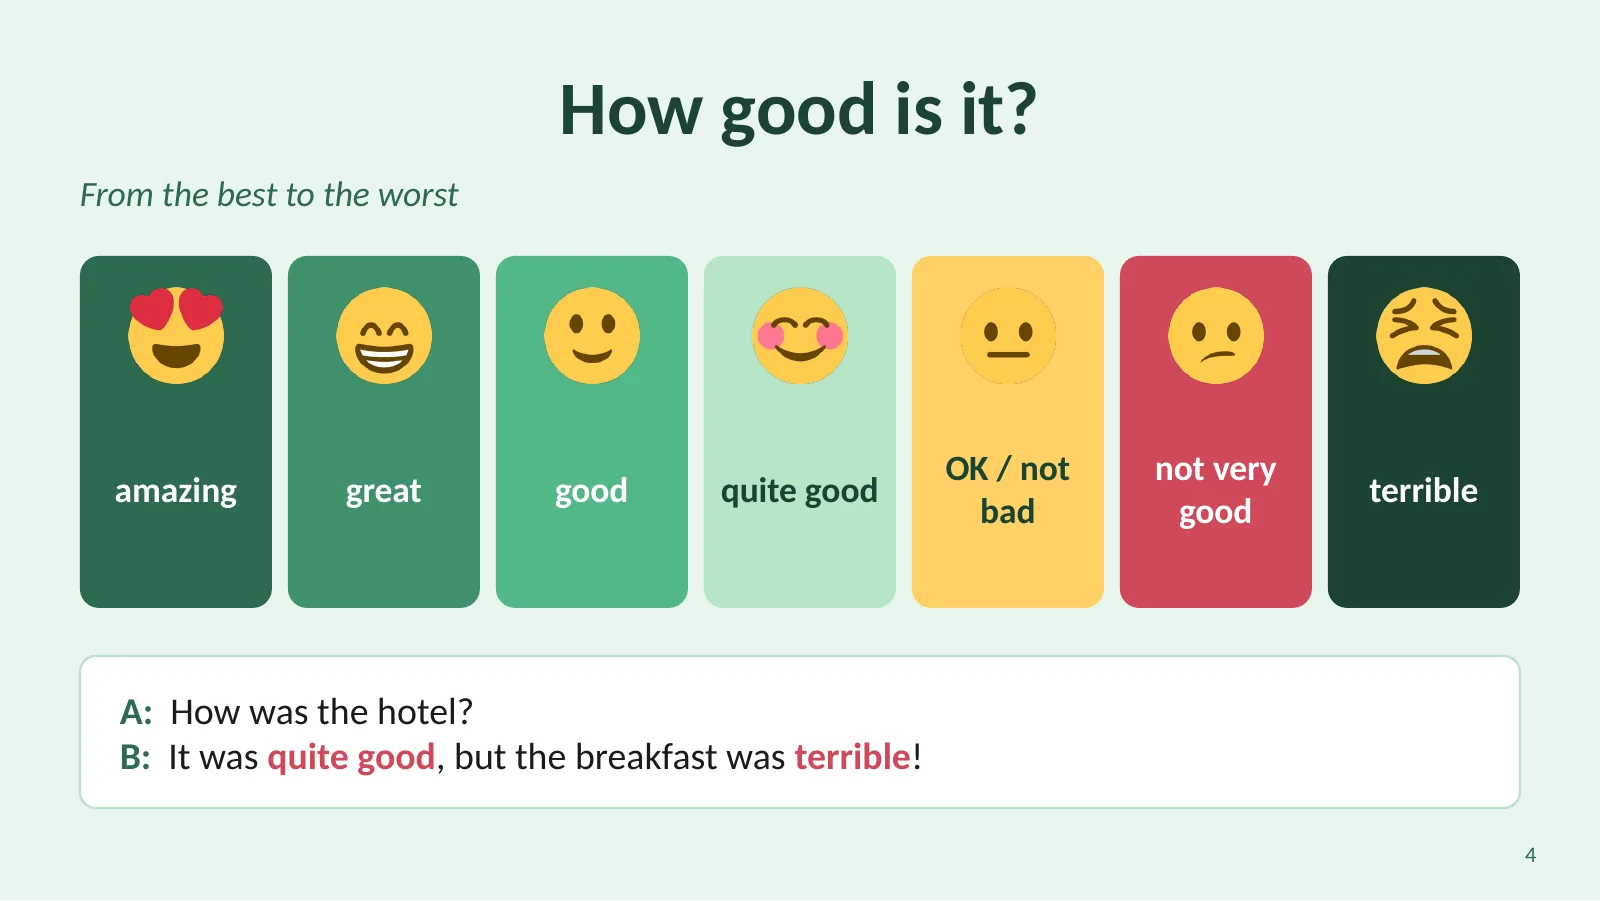 How good is it?
From the best to the worst
amazing
great
good
quite good
OK / not
bad
not very
good
terrible
A: How was the hotel?
B: It was quite good, but the breakfast was terrible!
4